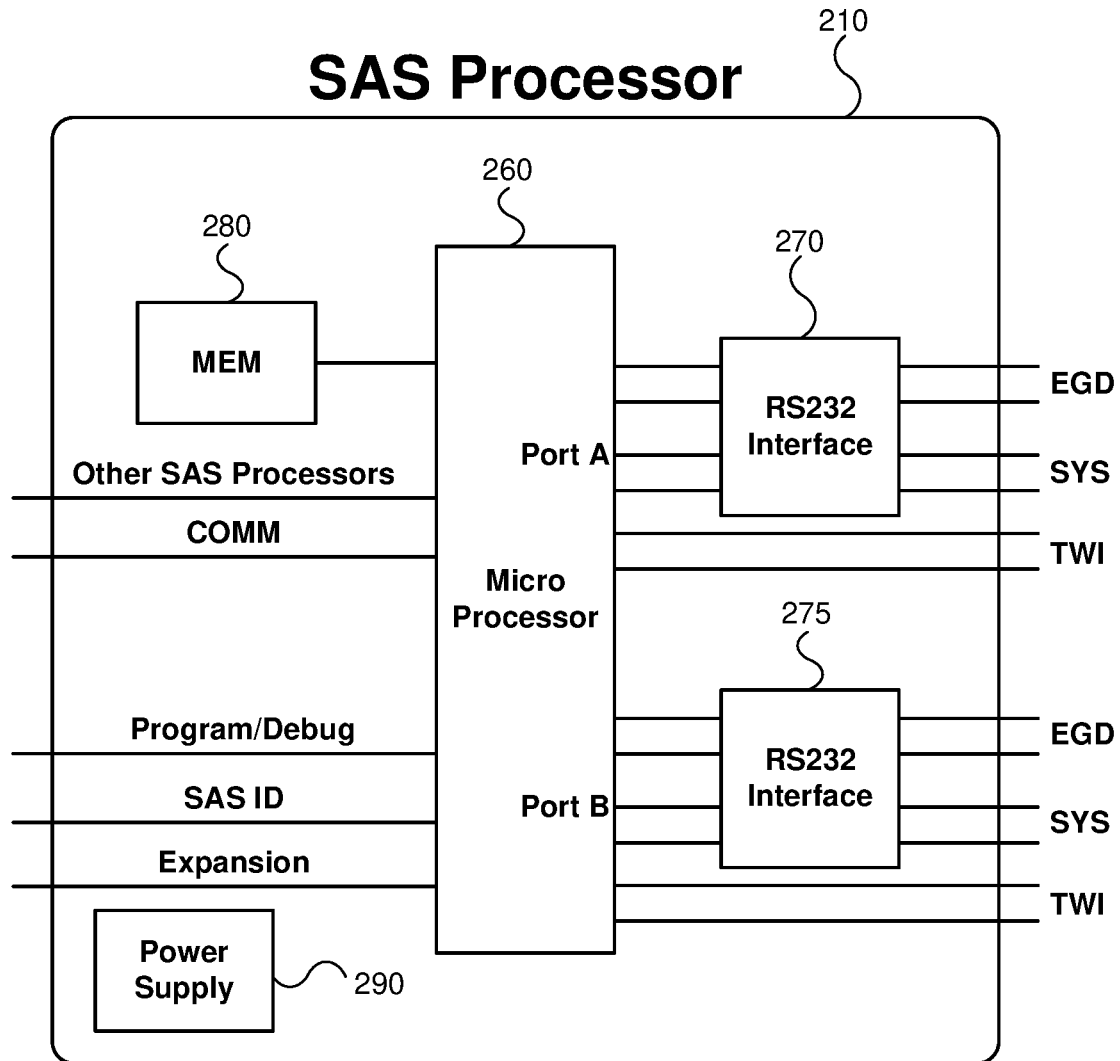 210
SAS Processor
260
280
270
MEM
EGD
RS232
Interface
Port A
SYS
Other SAS Processors
COMM
TWI
Micro
Processor
275
Program/Debug
EGD
RS232
Interface
SAS ID
Port B
SYS
Expansion
TWI
Power
Supply
290